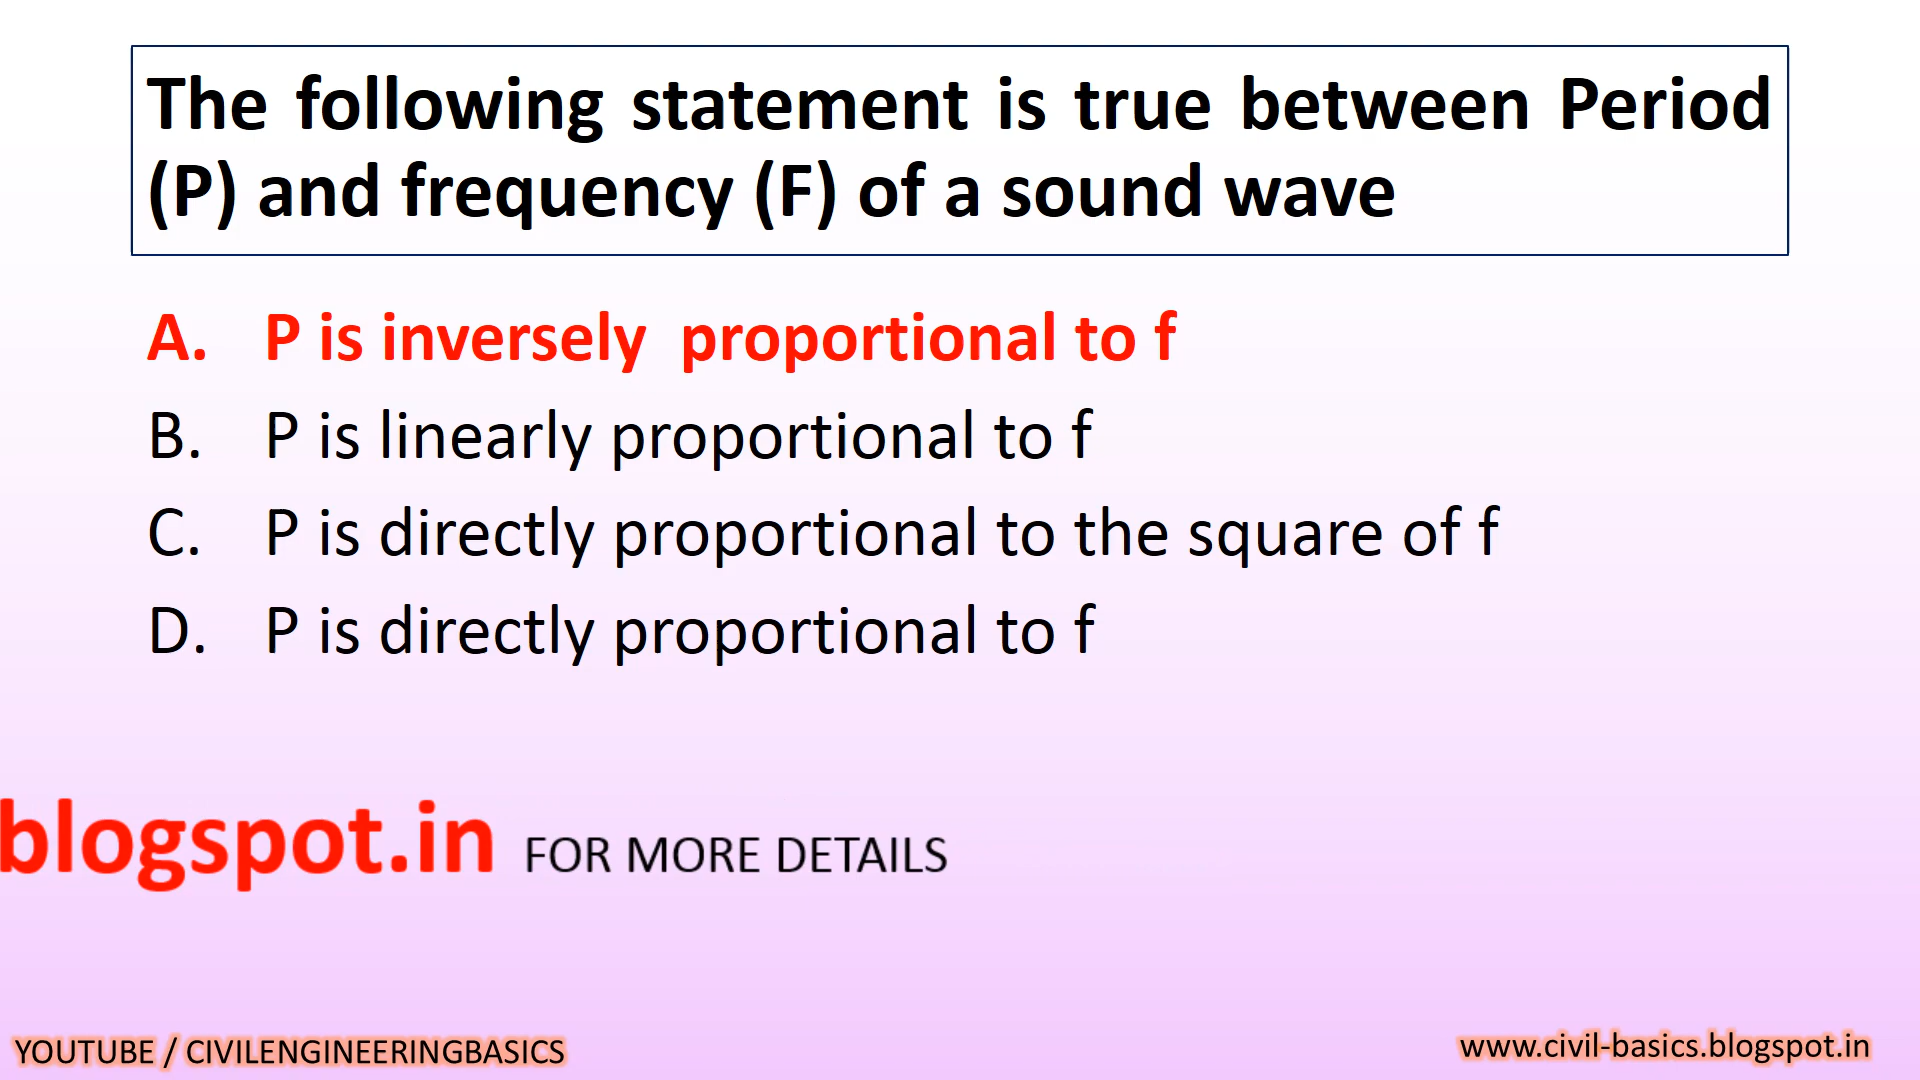 The following statement is true between Period
(P) and frequency (F) of a sound wave
A. P is inversely proportional to f
B. P is linearly proportional to f
C. P is directly proportional to the square of f
D. P is directly proportional to f
blogspot.in FOR MORE DETAILS
YOUTUBE / CIVILENGINEERINGBASICS
www.civil-basics.blogspot.in